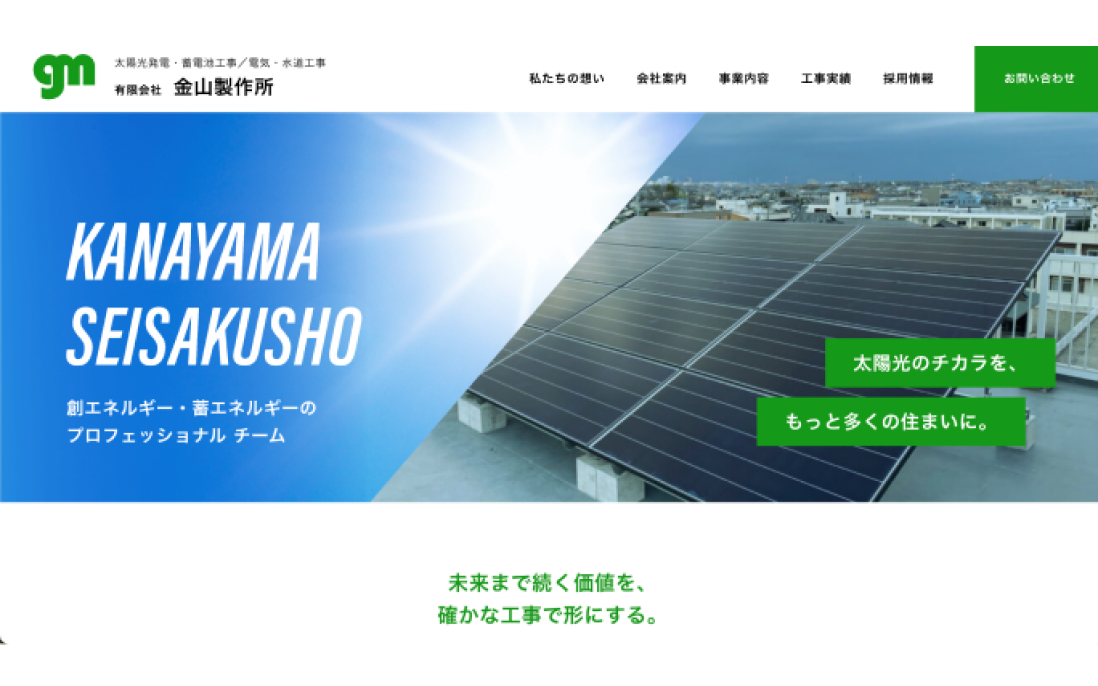 gm
太陽光発電・蓄電池工事／電気・水道工事
有限会社 金山製作所
私たちの想い 会社案内 事業内容 工事実績 採用情報 お問い合わせ
KANAYAMA
SEISAKUSHO
創エネルギー・蓄エネルギーの
プロフェッショナル チーム
太陽光のチカラを、
もっと多くの住まいに。
未来まで続く価値を、
確かな工事で形にする。